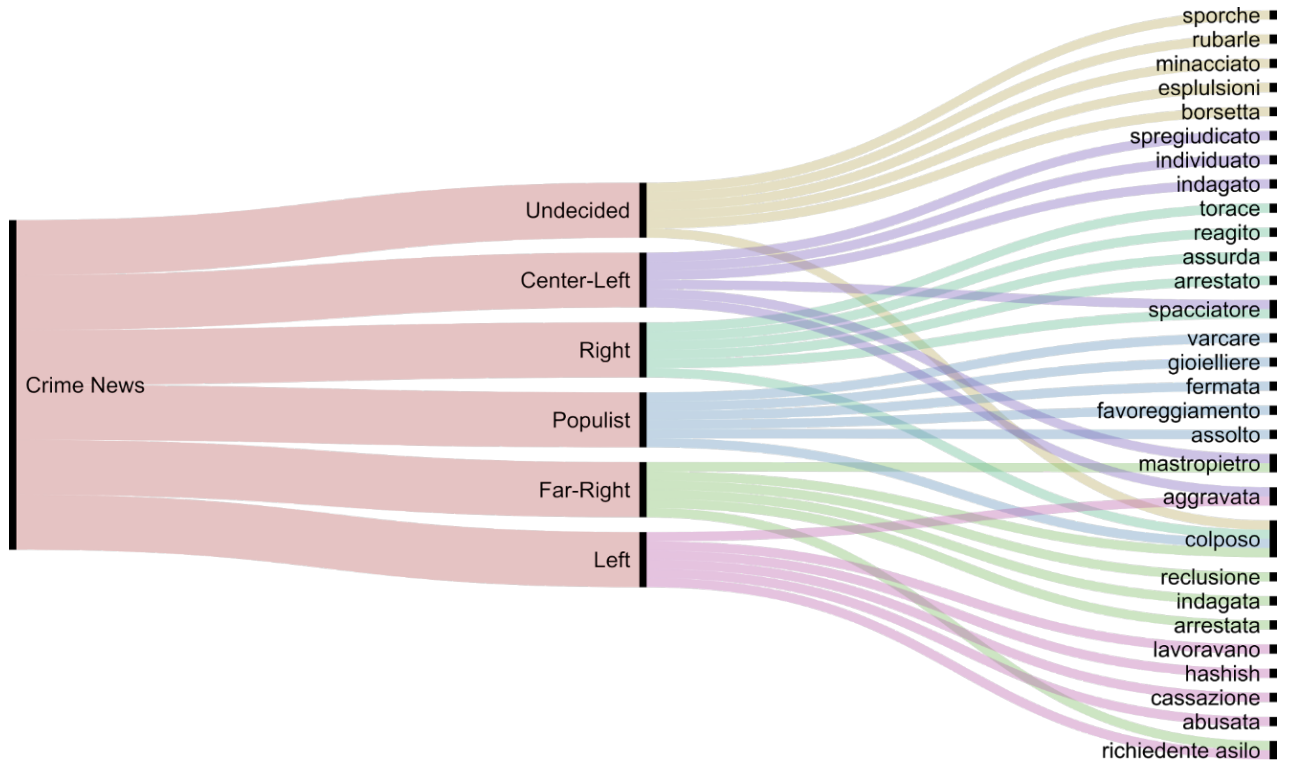 Crime News
Undecided
Center-Left
Right
Populist
Far-Right
Left
sporche
rubarle
minacciato
esplulsioni
borsetta
spregiudicato
individuato
indagato
torace
reagito
assurda
arrestato
spacciatore
varcare
gioielliere
fermata
favoreggiamento
assolto
mastropietro
aggravata
colposo
reclusione
indagata
arrestata
lavoravano
hashish
cassazione
abusata
richiedente asilo